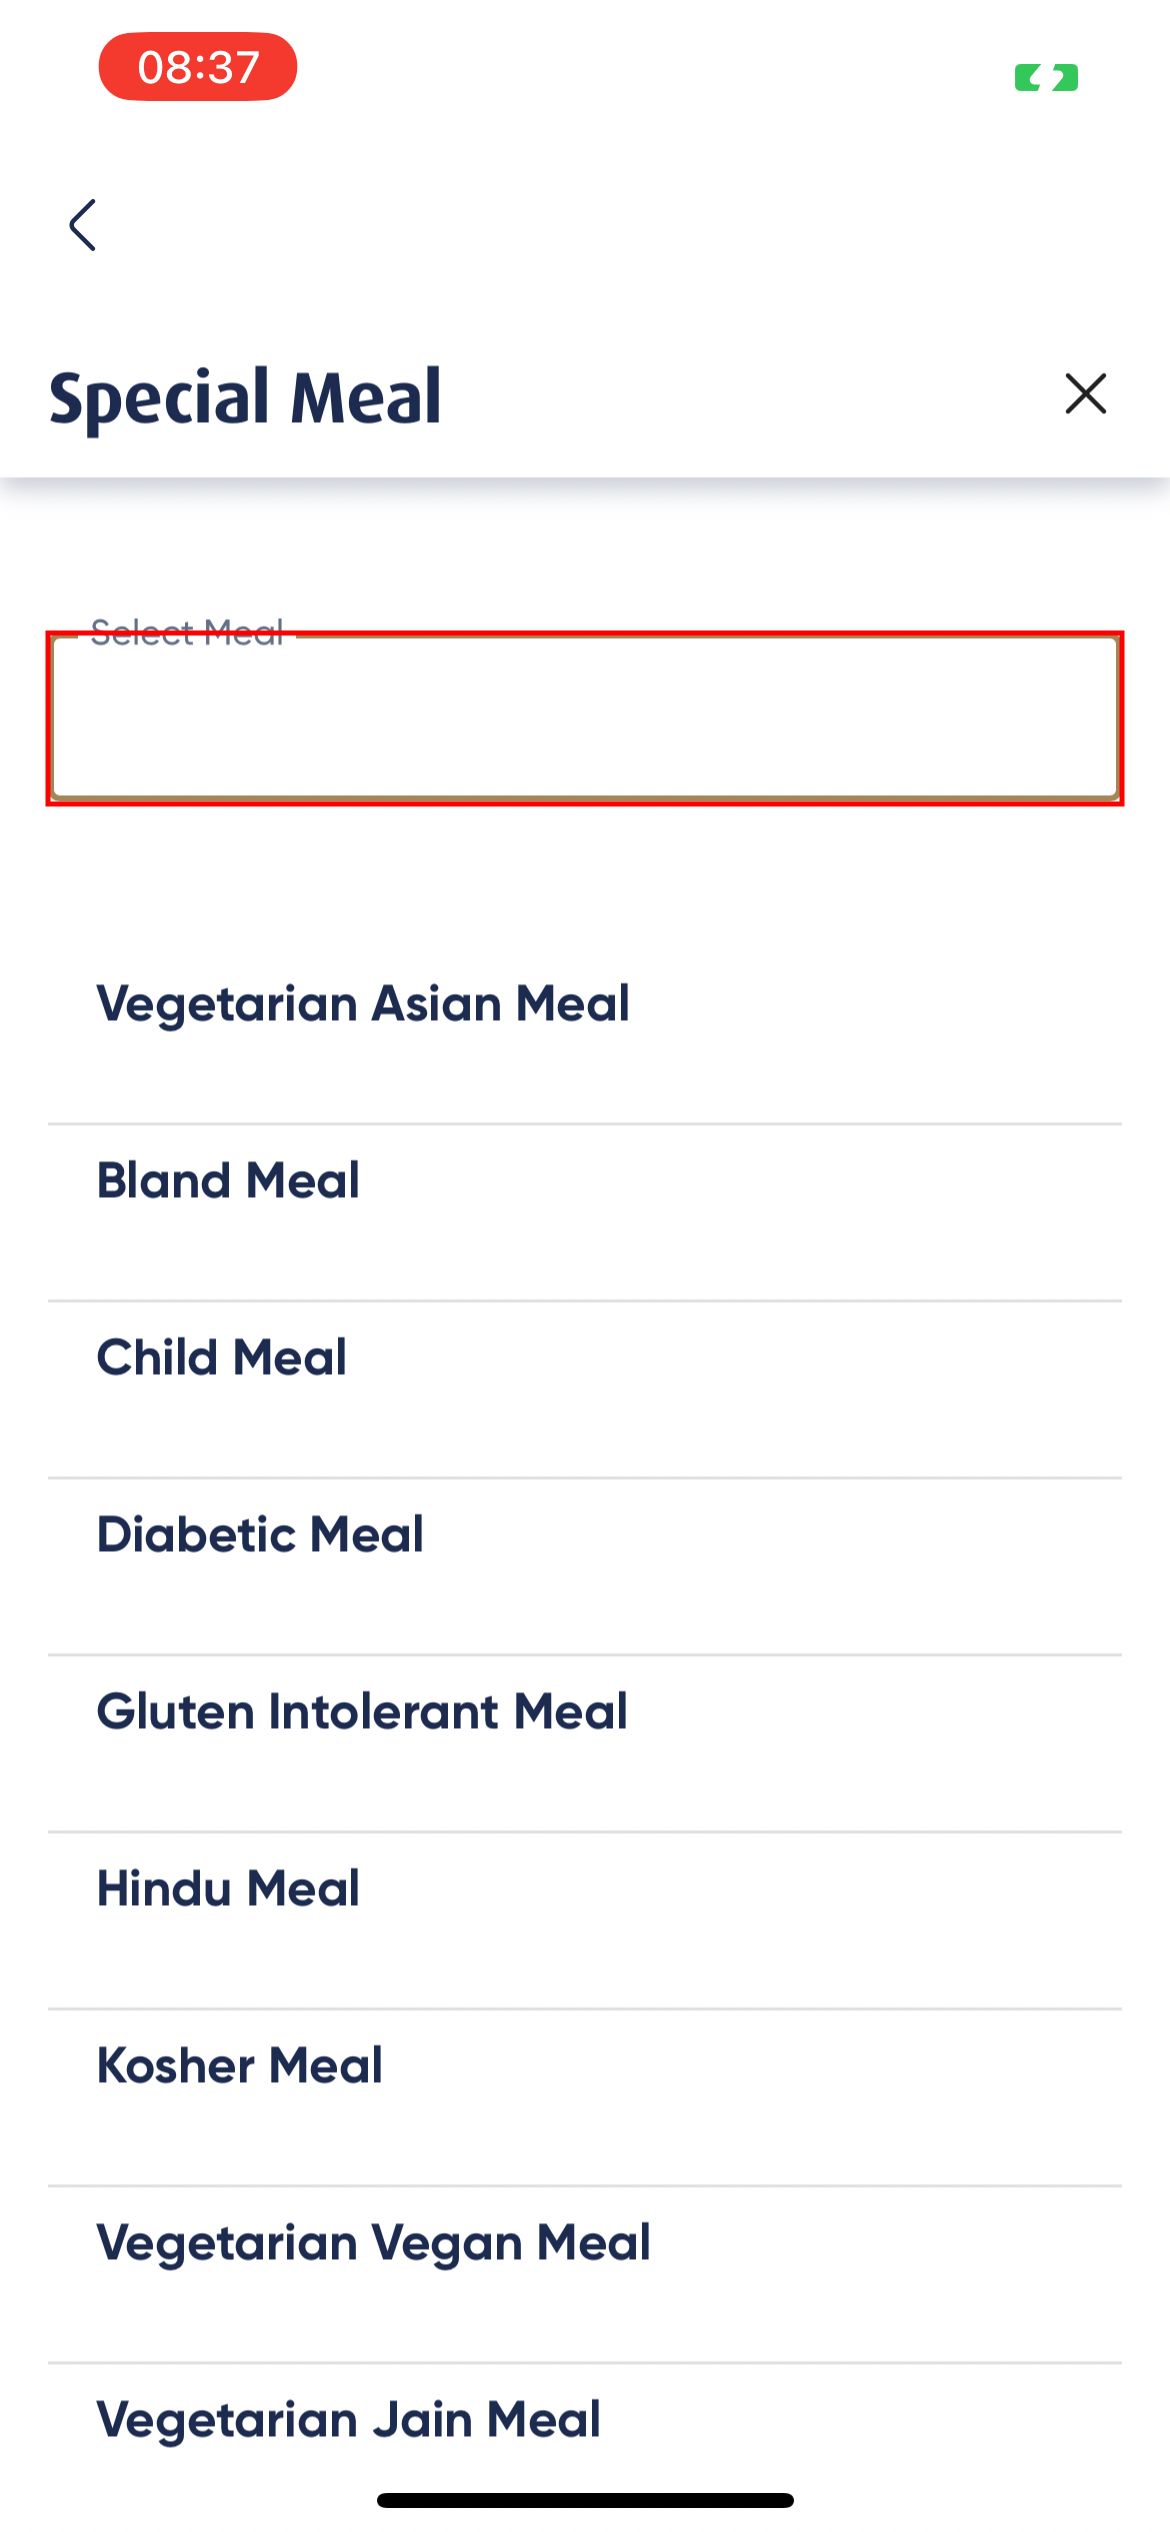 08:37
Special Meal
Select Meal
Vegetarian Asian Meal
Bland Meal
Child Meal
Diabetic Meal
Gluten Intolerant Meal
Hindu Meal
Kosher Meal
Vegetarian Vegan Meal
Vegetarian Jain Meal